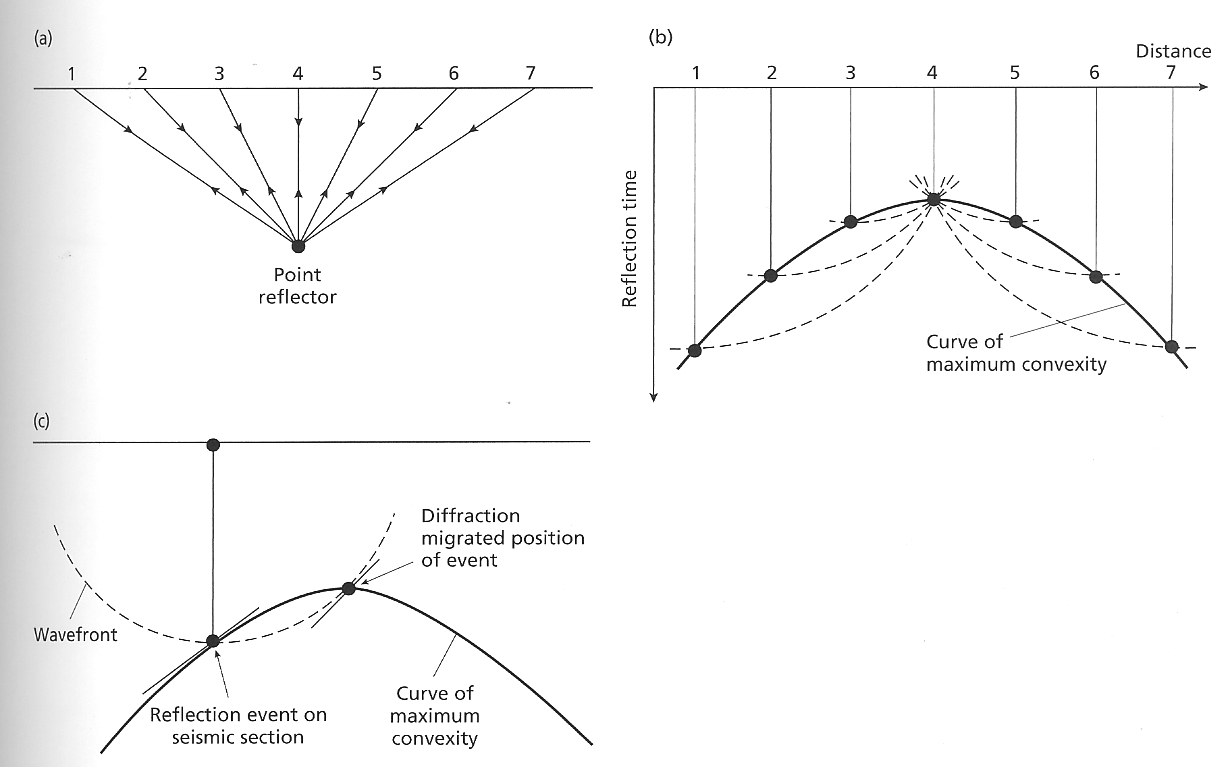 (a)
1 2 3 4 5 6 7
Point
reflector
(b)
Distance
1 2 3 4 5 6 7
Reflection time
Curve of
maximum convexity
(c)
Diffraction
migrated position
of event
Wavefront
Reflection event on
seismic section
Curve of
maximum
convexity